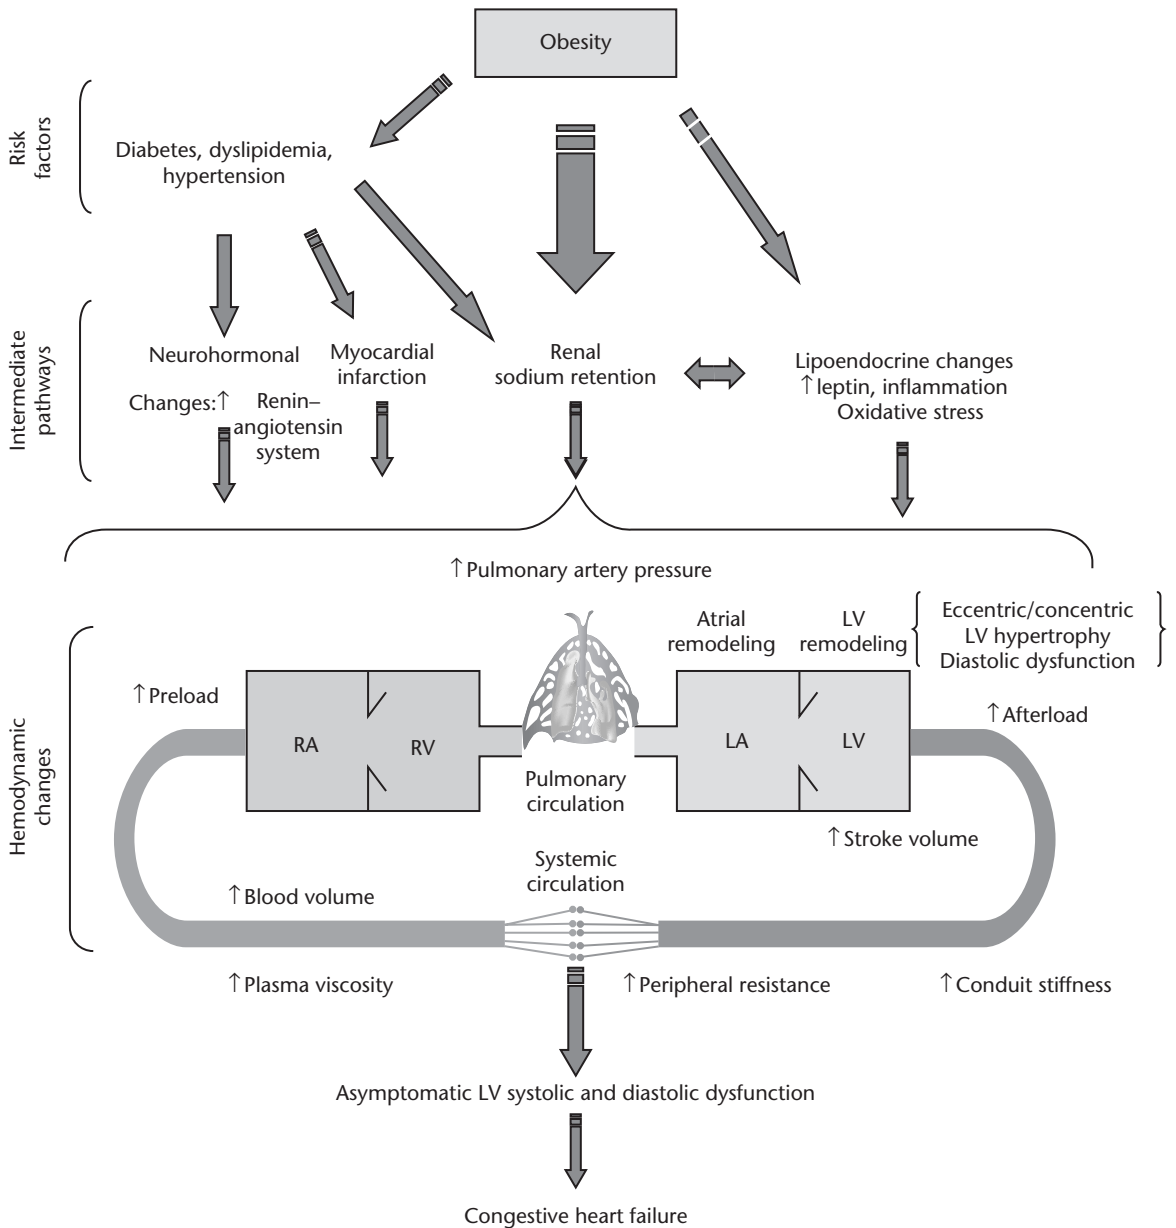 Obesity
Risk
factors
Diabetes, dyslipidemia,
hypertension
Intermediate
pathways
Neurohormonal
Changes:↑
Renin–
angiotensin
system
Myocardial
infarction
Renal
sodium retention
Lipoendocrine changes
↑leptin, inflammation
Oxidative stress
↑Pulmonary artery pressure
Hemodynamic
changes
Atrial
remodeling
LV
remodeling
Eccentric/concentric
LV hypertrophy
Diastolic dysfunction
↑Preload
↑Afterload
RA
RV
LA
LV
Pulmonary
circulation
↑Stroke volume
Systemic
circulation
↑Blood volume
↑Plasma viscosity
↑Peripheral resistance
↑Conduit stiffness
Asymptomatic LV systolic and diastolic dysfunction
Congestive heart failure